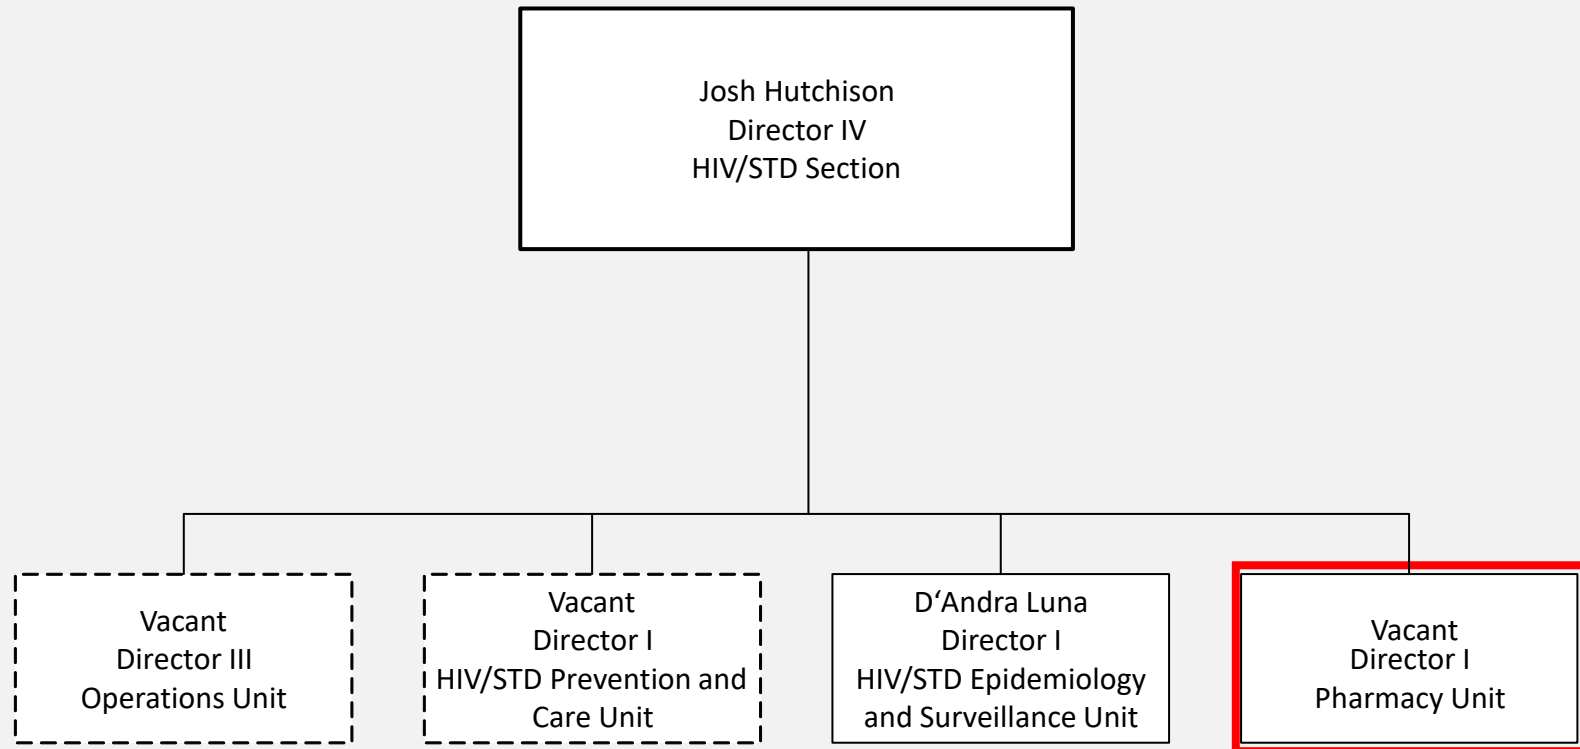 Josh Hutchison
Director IV
HIV/STD Section
Vacant
Director III
Operations Unit
Vacant
Director I
HIV/STD Prevention and
Care Unit
D‘Andra Luna
Director I
HIV/STD Epidemiology
and Surveillance Unit
Vacant
Director I
Pharmacy Unit